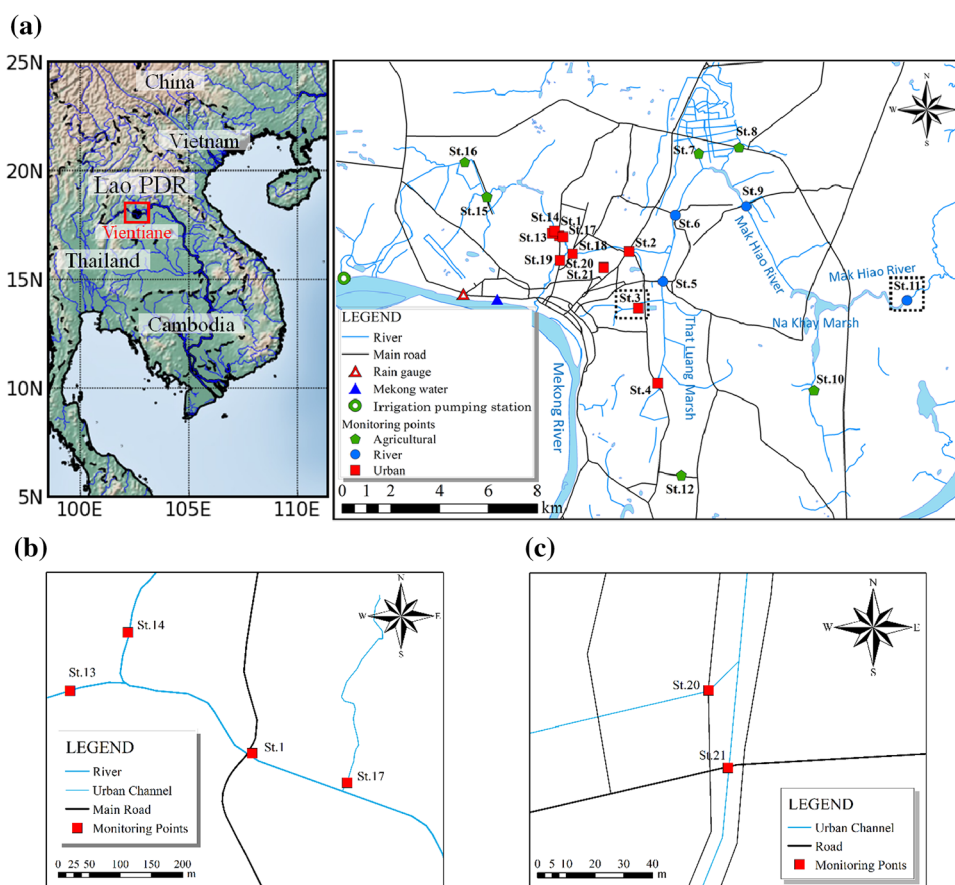 (a)
25N
20N
15N
10N
5N
100E
105E
110E
China
Vietnam
Lao PDR
Vientiane
Thailand
Cambodia
N
W
S
St.16
St.15
St.14
St.1
St.17
St.13
St.18
St.19
St.20
St.21
St.2
St.3
St.4
St.5
St.6
St.7
St.8
St.9
St.10
St.11
St.12
Mak Hiao River
Mak Hiao River
Na Khay Marsh
That Luang Marsh
Mekong River
LEGEND
River
Main road
Rain gauge
Mekong water
Irrigation pumping station
Monitoring points
Agricultural
River
Urban
0 1 2 4 6 8
km
(b)
N
W E
S
St.14
St.13
St.1
St.17
LEGEND
River
Urban Channel
Main Road
Monitoring Points
0 25 50 100 150 200
m
(c)
N
W E
S
St.20
St.21
LEGEND
Urban Channel
Road
Monitoring Ponts
0 5 10 20 30 40
m